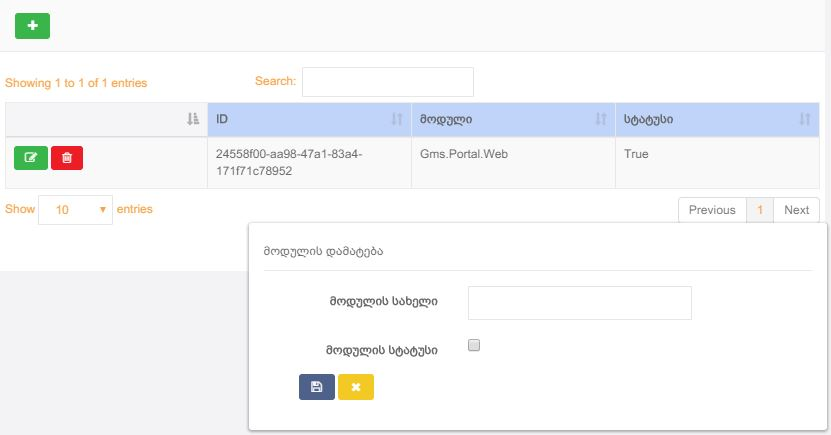 Showing 1 to 1 of 1 entries Search:
ID მოდული სტატუსი
24558f00-aa98-47a1-83a4-171f71c78952 Gms.Portal.Web True
Show 10 entries
Previous 1 Next
მოდულის დამატება
მოდულის სახელი
მოდულის სტატუსი